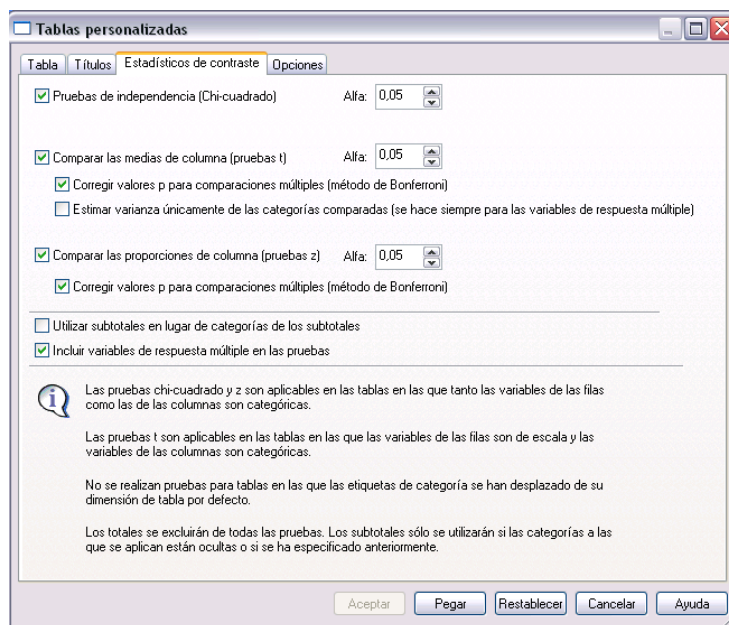 Tablas personalizadas
Tabla Títulos Estadísticos de contraste Opciones
Pruebas de independencia (Chi-cuadrado) Alfa: 0,05
Comparar las medias de columna (pruebas t) Alfa: 0,05
Corregir valores p para comparaciones múltiples (método de Bonferroni)
Estimar varianza únicamente de las categorías comparadas (se hace siempre para las variables de respuesta múltiple)
Comparar las proporciones de columna (pruebas z) Alfa: 0,05
Corregir valores p para comparaciones múltiples (método de Bonferroni)
Utilizar subtotales en lugar de categorías de los subtotales
Incluir variables de respuesta múltiple en las pruebas
Las pruebas chi-cuadrado y z son aplicables en las tablas en las que tanto las variables de las filas
como las de las columnas son categóricas.
Las pruebas t son aplicables en las tablas en las que las variables de las filas son de escala y las
variables de las columnas son categóricas.
No se realizan pruebas para tablas en las que las etiquetas de categoría se han desplazado de su
dimensión de tabla por defecto.
Los totales se excluirán de todas las pruebas. Los subtotales sólo se utilizarán si las categorías a las
que se aplican están ocultas o si se ha especificado anteriormente.
Aceptar Pegar Restablecer Cancelar Ayuda